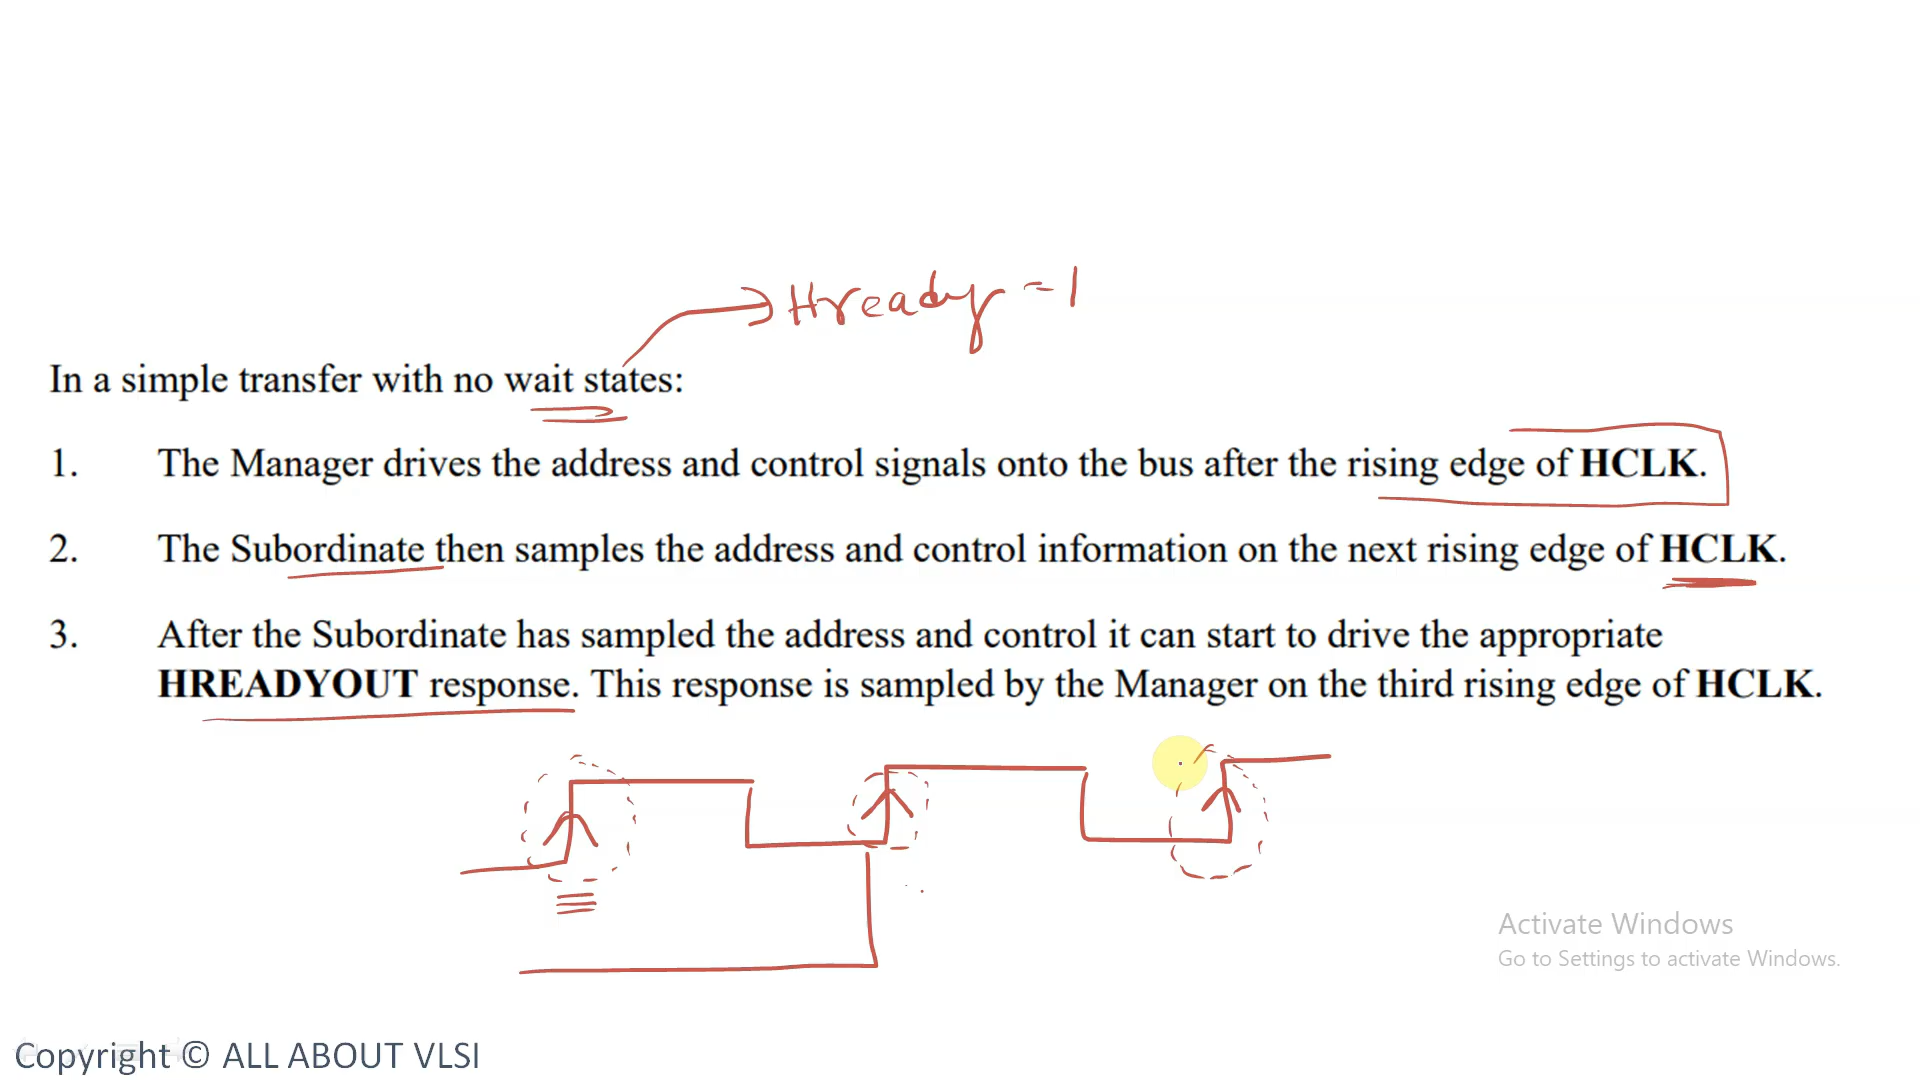 Hready = 1
In a simple transfer with no wait states:
1. The Manager drives the address and control signals onto the bus after the rising edge of HCLK.
2. The Subordinate then samples the address and control information on the next rising edge of HCLK.
3. After the Subordinate has sampled the address and control it can start to drive the appropriate
HREADYOUT response. This response is sampled by the Manager on the third rising edge of HCLK.
Activate Windows
Go to Settings to activate Windows.
Copyright © ALL ABOUT VLSI